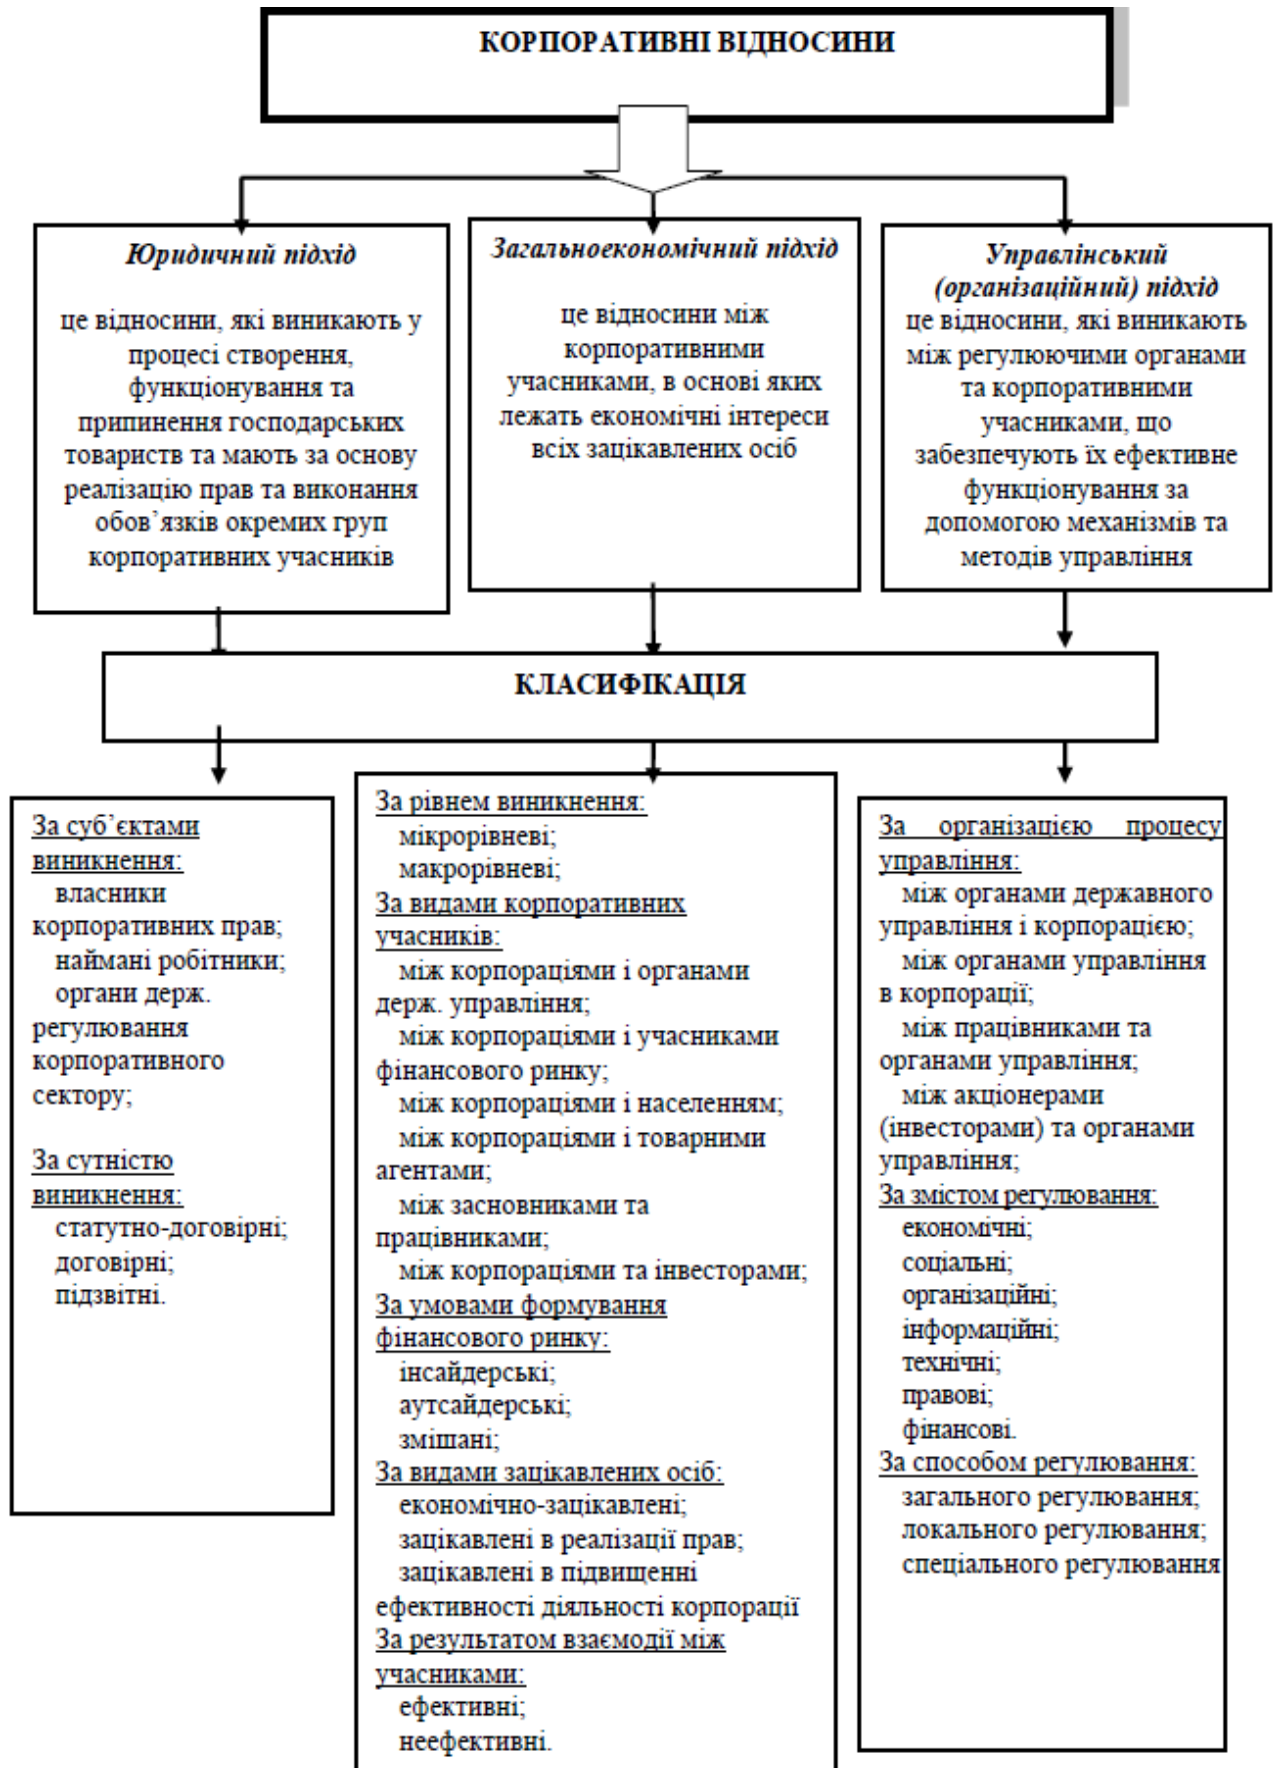 КОРПОРАТИВНІ ВІДНОСИНИ
Юридичний підхід
це відносини, які виникають у
процесі створення,
функціонування та
припинення господарських
товариств та мають за основу
реалізацію прав та виконання
обов’язків окремих груп
корпоративних учасників
Загальноекономічний підхід
це відносини між
корпоративними
учасниками, в основі яких
лежать економічні інтереси
всіх зацікавлених осіб
Управлінський
(організаційний) підхід
це відносини, які виникають
між регулюючими органами
та корпоративними
учасниками, що
забезпечують їх ефективне
функціонування за
допомогою механізмів та
методів управління
КЛАСИФІКАЦІЯ
За суб’єктами
виникнення:
власники
корпоративних прав;
наймані робітники;
органи держ.
регулювання
корпоративного
сектору;
За сутністю
виникнення:
статутно-договірні;
договірні;
підзвітні.
За рівнем виникнення:
мікрорівневі;
макрорівневі;
За видами корпоративних
учасників:
між корпораціями і органами
держ. управління;
між корпораціями і учасниками
фінансового ринку;
між корпораціями і населенням;
між корпораціями і товарними
агентами;
між засновниками та
працівниками;
між корпораціями та інвесторами;
За умовами формування
фінансового ринку:
інсайдерські;
аутсайдерські;
змішані;
За видами зацікавлених осіб:
економічно-зацікавлені;
зацікавлені в реалізації прав;
зацікавлені в підвищенні
ефективності діяльності корпорації
За результатом взаємодії між
учасниками:
ефективні;
неефективні.
За організацією процесу
управління:
між органами державного
управління і корпорацією;
між органами управління
в корпорації;
між працівниками та
органами управління;
між акціонерами
(інвесторами) та органами
управління;
За змістом регулювання:
економічні;
соціальні;
організаційні;
інформаційні;
технічні;
правові;
фінансові.
За способом регулювання:
загального регулювання;
локального регулювання;
спеціального регулювання